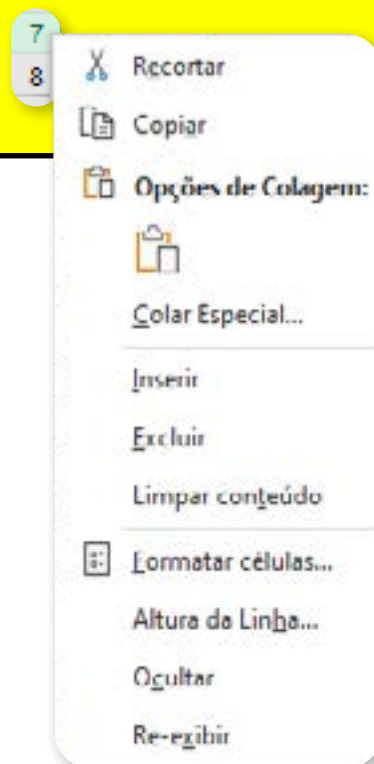 7
8
Recortar
Copiar
Opções de Colagem:
Colar Especial...
Inserir
Excluir
Limpar conteúdo
Formatar células...
Altura da Linha...
Ocultar
Re-exibir